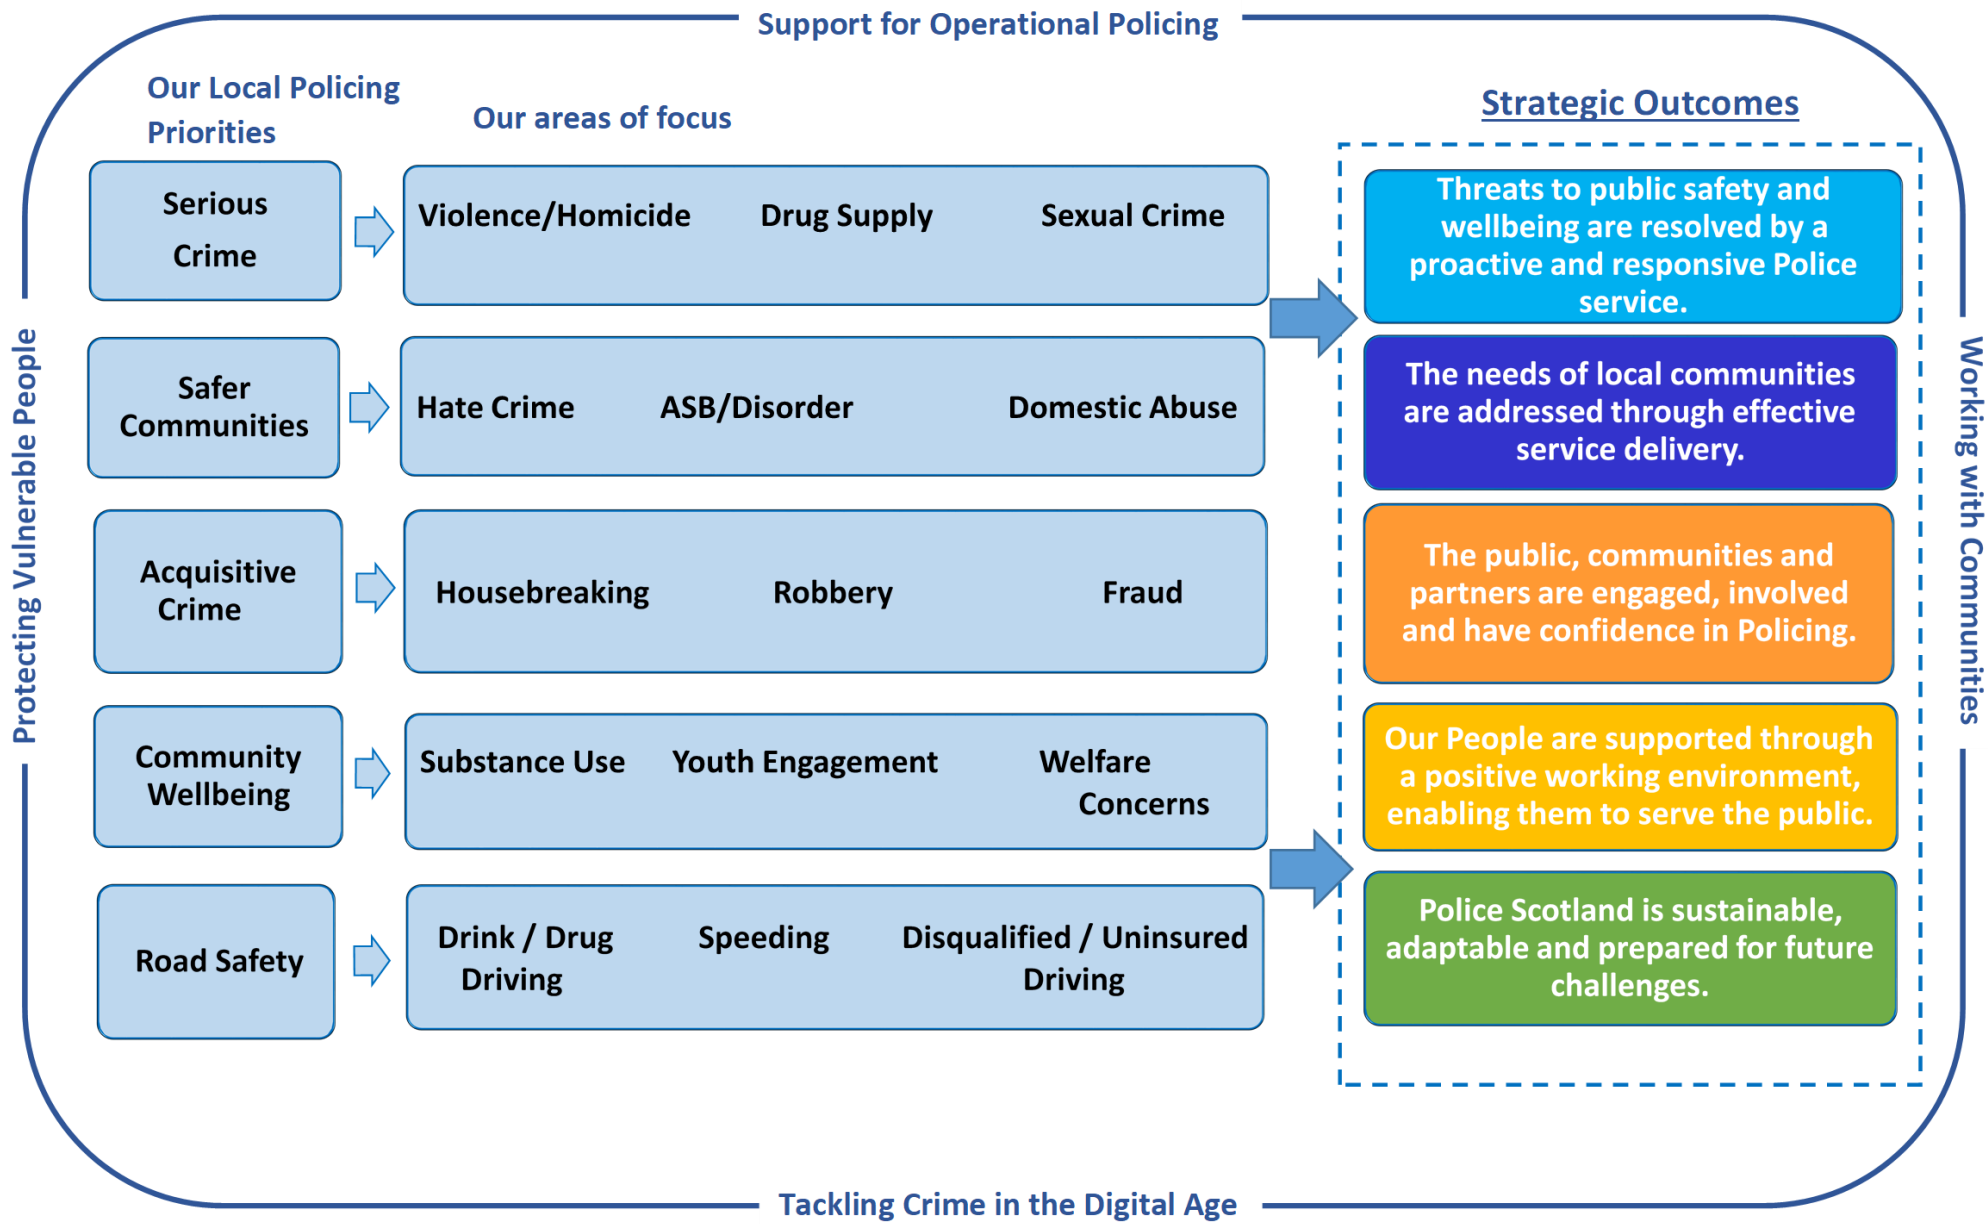 Support for Operational Policing
Our Local Policing
Priorities
Our areas of focus
Strategic Outcomes
Protecting Vulnerable People
Serious
Crime
Violence/Homicide Drug Supply Sexual Crime
Safer
Communities
Hate Crime ASB/Disorder Domestic Abuse
Acquisitive
Crime
Housebreaking Robbery Fraud
Community
Wellbeing
Substance Use Youth Engagement Welfare
Concerns
Road Safety
Drink / Drug Speeding Disqualified / Uninsured
Driving Driving
Threats to public safety and
wellbeing are resolved by a
proactive and responsive Police
service.
The needs of local communities
are addressed through effective
service delivery.
The public, communities and
partners are engaged, involved
and have confidence in Policing.
Our People are supported through
a positive working environment,
enabling them to serve the public.
Police Scotland is sustainable,
adaptable and prepared for future
challenges.
Working with Communities
Tackling Crime in the Digital Age